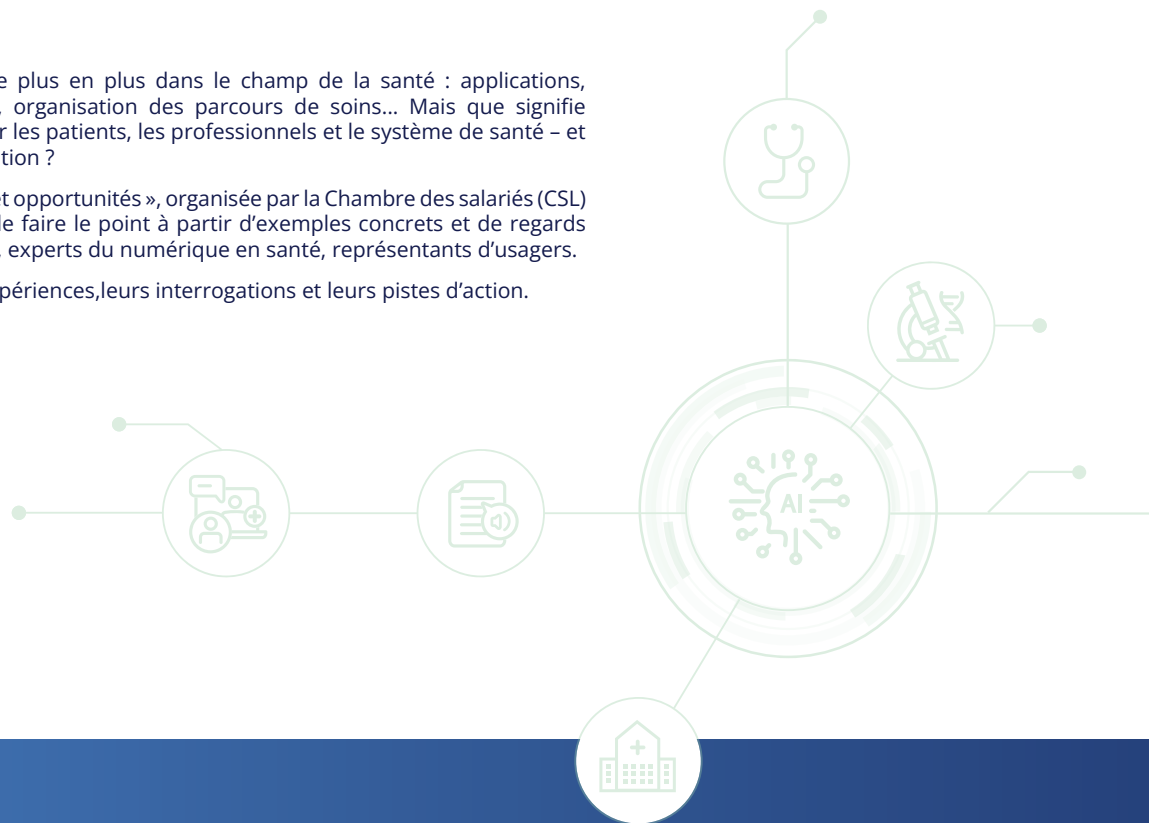 e plus en plus dans le champ de la santé : applications,
, organisation des parcours de soins... Mais que signifie
r les patients, les professionnels et le système de santé – et
tion ?
et opportunités », organisée par la Chambre des salariés (CSL)
de faire le point à partir d’exemples concrets et de regards
, experts du numérique en santé, représentants d’usagers.
périences,leurs interrogations et leurs pistes d’action.
AI